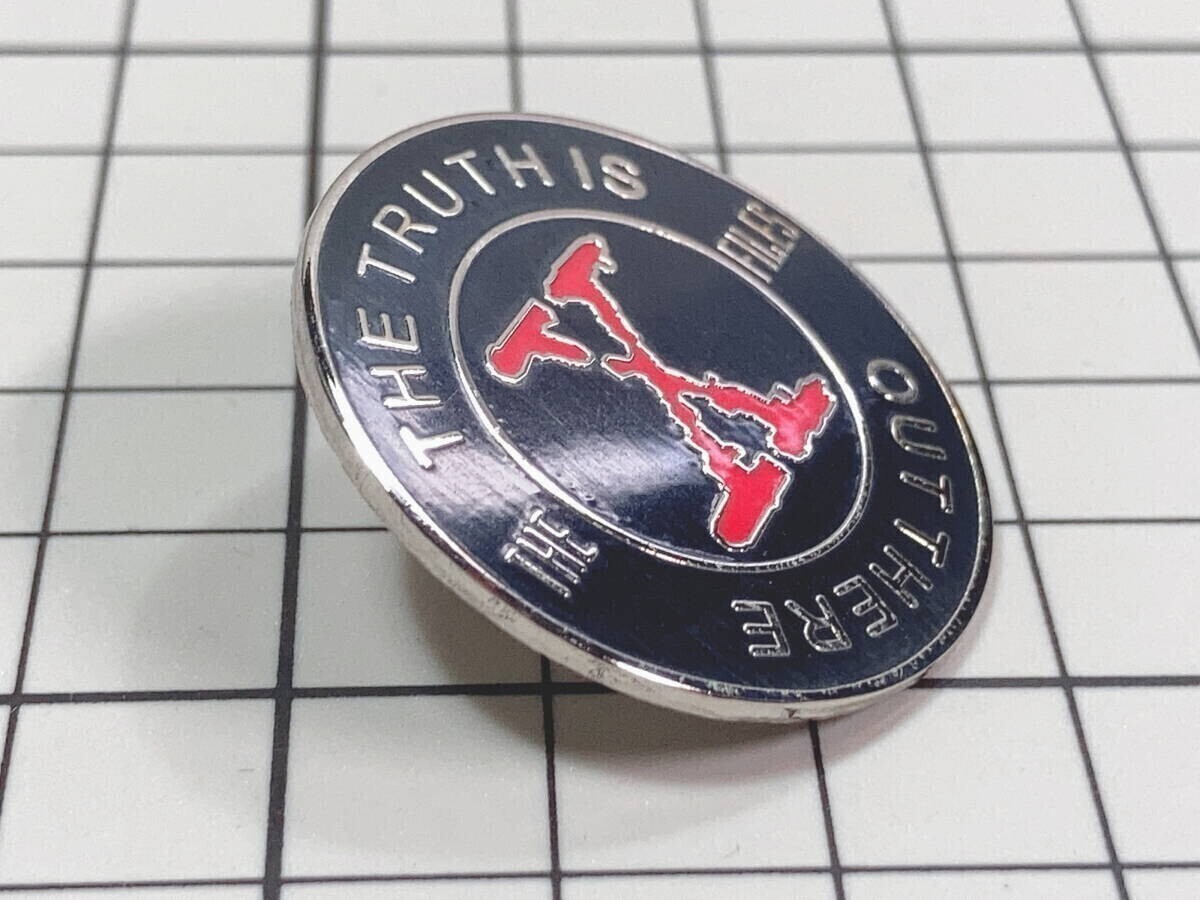 THE TRUTH IS OUT THERE
THE
X
FILES